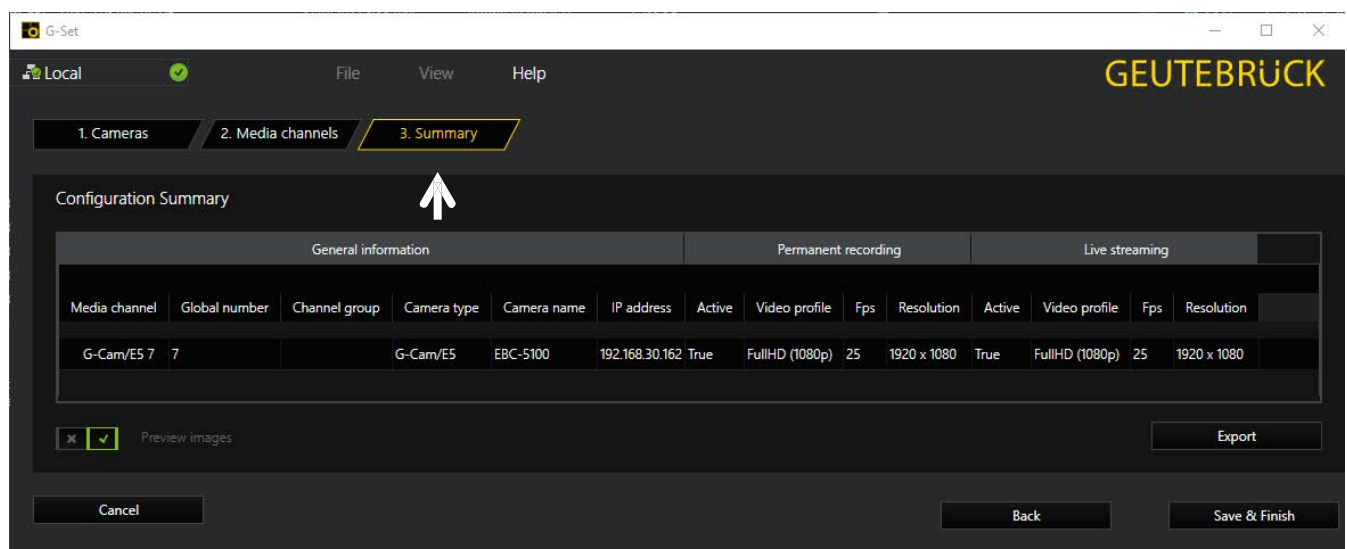 G-Set
Local File View Help GEUTEBRÜCK
1. Cameras 2. Media channels 3. Summary
Configuration Summary
General information Permanent recording Live streaming
Media channel Global number Channel group Camera type Camera name IP address Active Video profile Fps Resolution Active Video profile Fps Resolution
G-Cam/E5 7 7 G-Cam/E5 EBC-5100 192.168.30.162 True FullHD (1080p) 25 1920 x 1080 True FullHD (1080p) 25 1920 x 1080
Preview images Export
Cancel Back Save & Finish